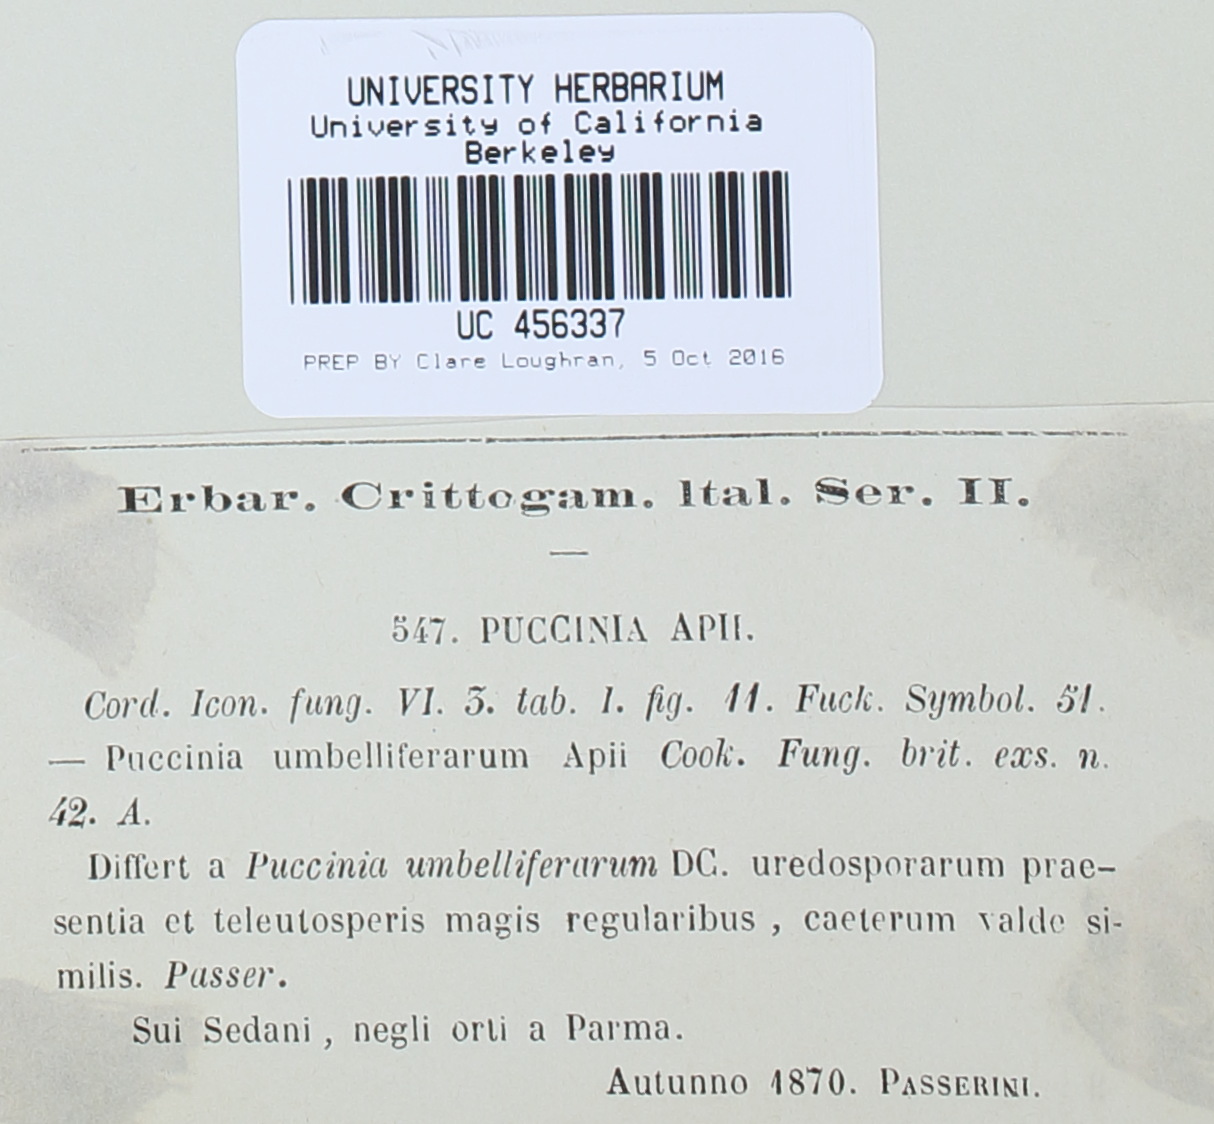 UNIVERSITY HERBARIUM
University of California
Berkeley
UC 456337
PREP BY Clare Loughran, 5 Oct 2016
Erbar. Crittogam. Ital. Ser. II.
—
547. PUCCINIA APII.
Cord. Icon. fung. VI. 3. tab. I. fig. 11. Fuck. Symbol. 51.
— Puccinia umbelliferarum Apii Cook. Fung. brit. exs. n.
42. A.
Differt a Puccinia umbelliferarum DC. uredosporarum prae-
sentia et teleutosperis magis regularibus, caeterum valde si-
milis. Passer.
Sui Sedani, negli orti a Parma.
Autunno 1870. PASSERINI.